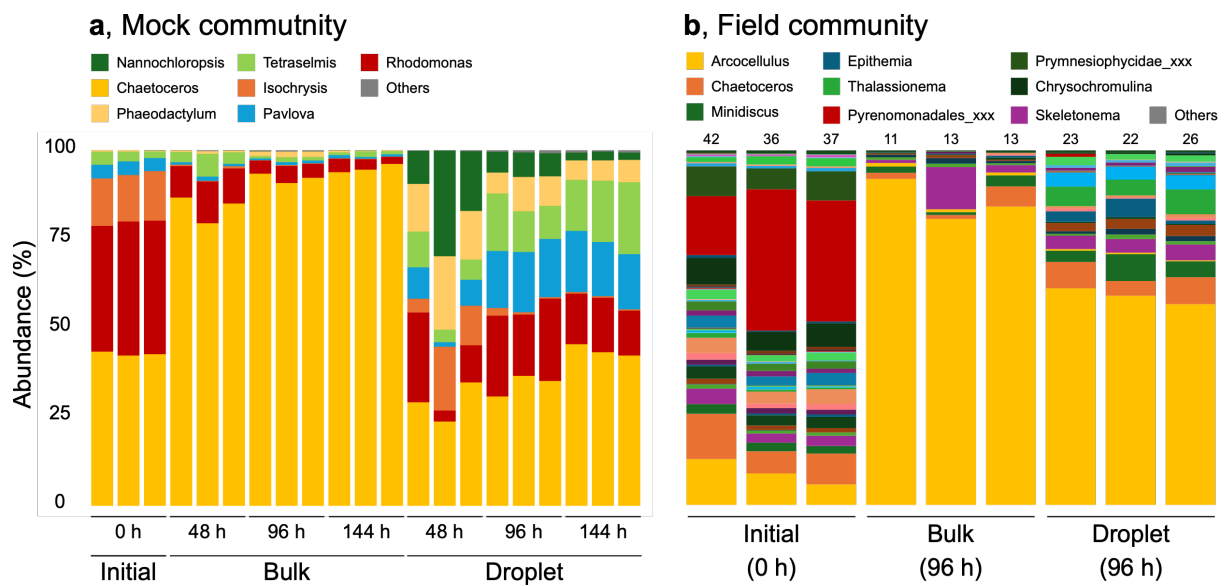 a, Mock commutnity
Nannochloropsis Tetraselmis Rhodomonas
Chaetoceros Isochrysis Others
Phaeodactylum Pavlova
Abundance (%)
100
75
50
25
0
0 h 48 h 96 h 144 h 48 h 96 h 144 h
Initial Bulk Droplet
b, Field community
Arcocellulus Epithemia Prymnesiophycidae_xxx
Chaetoceros Thalassionema Chrysochromulina
Minidiscus Pyrenomonadales_xxx Skeletonema Others
42 36 37 11 13 13 23 22 26
Initial Bulk Droplet
(0 h) (96 h) (96 h)